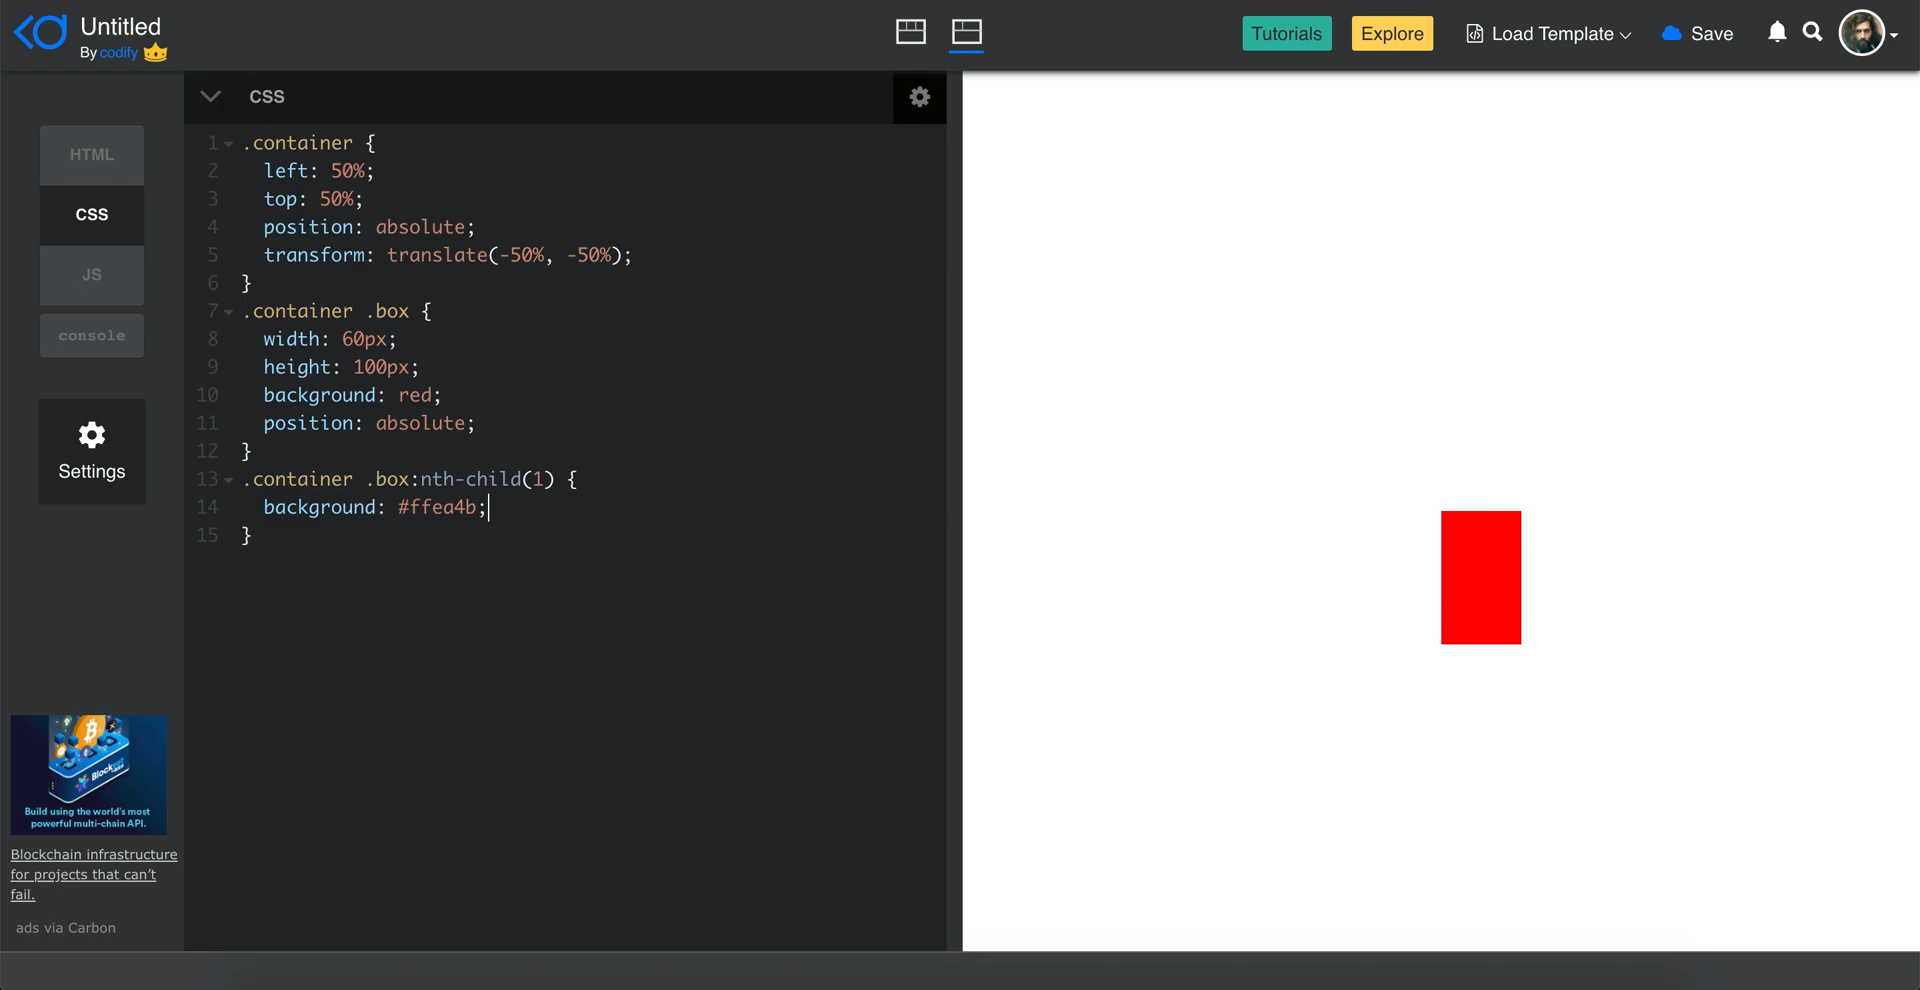 Untitled
By codify
Tutorials
Explore
Load Template
Save
HTML
CSS
JS
console
Settings
Build using the world's most
powerful multi-chain API.
Blockchain infrastructure
for projects that can't
fail.
ads via Carbon
CSS
1 .container {
2 left: 50%;
3 top: 50%;
4 position: absolute;
5 transform: translate(-50%, -50%);
6 }
7 .container .box {
8 width: 60px;
9 height: 100px;
10 background: red;
11 position: absolute;
12 }
13 .container .box:nth-child(1) {
14 background: #ffea4b;
15 }